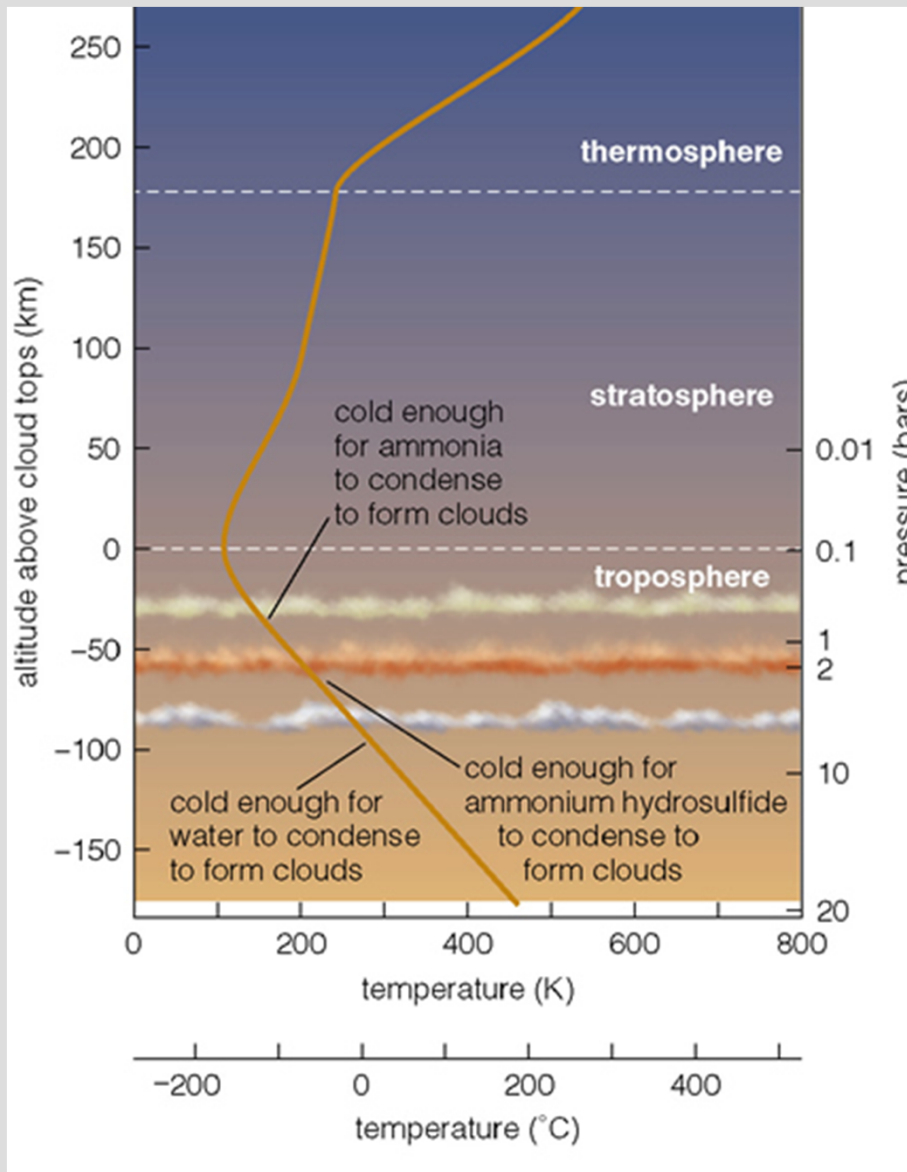 250
200
150
100
50
0
−50
−100
−150
altitude above cloud tops (km)
thermosphere
stratosphere
cold enough
for ammonia
to condense
to form clouds
troposphere
cold enough for
ammonium hydrosulfide
to condense to
form clouds
cold enough for
water to condense
to form clouds
0.01
0.1
1
2
10
20
pressure (bars)
0 200 400 600 800
temperature (K)
−200 0 200 400
temperature (°C)